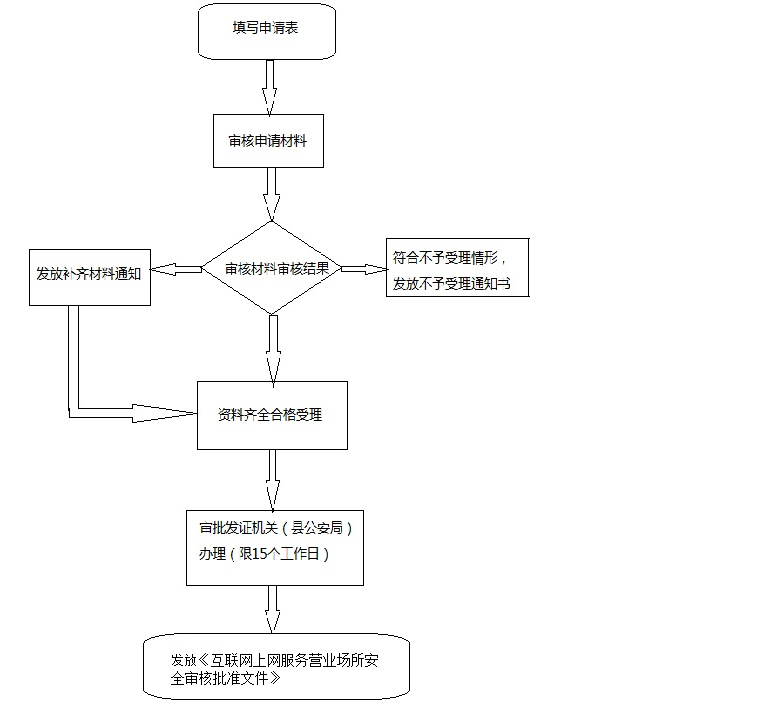 填写申请表
审核申请材料
审核材料审核结果
发放补齐材料通知
符合不予受理情形，
发放不予受理通知书
资料齐全合格受理
审批发证机关（县公安局）
办理（限15个工作日）
发放《互联网上网服务营业场所安
全审核批准文件》